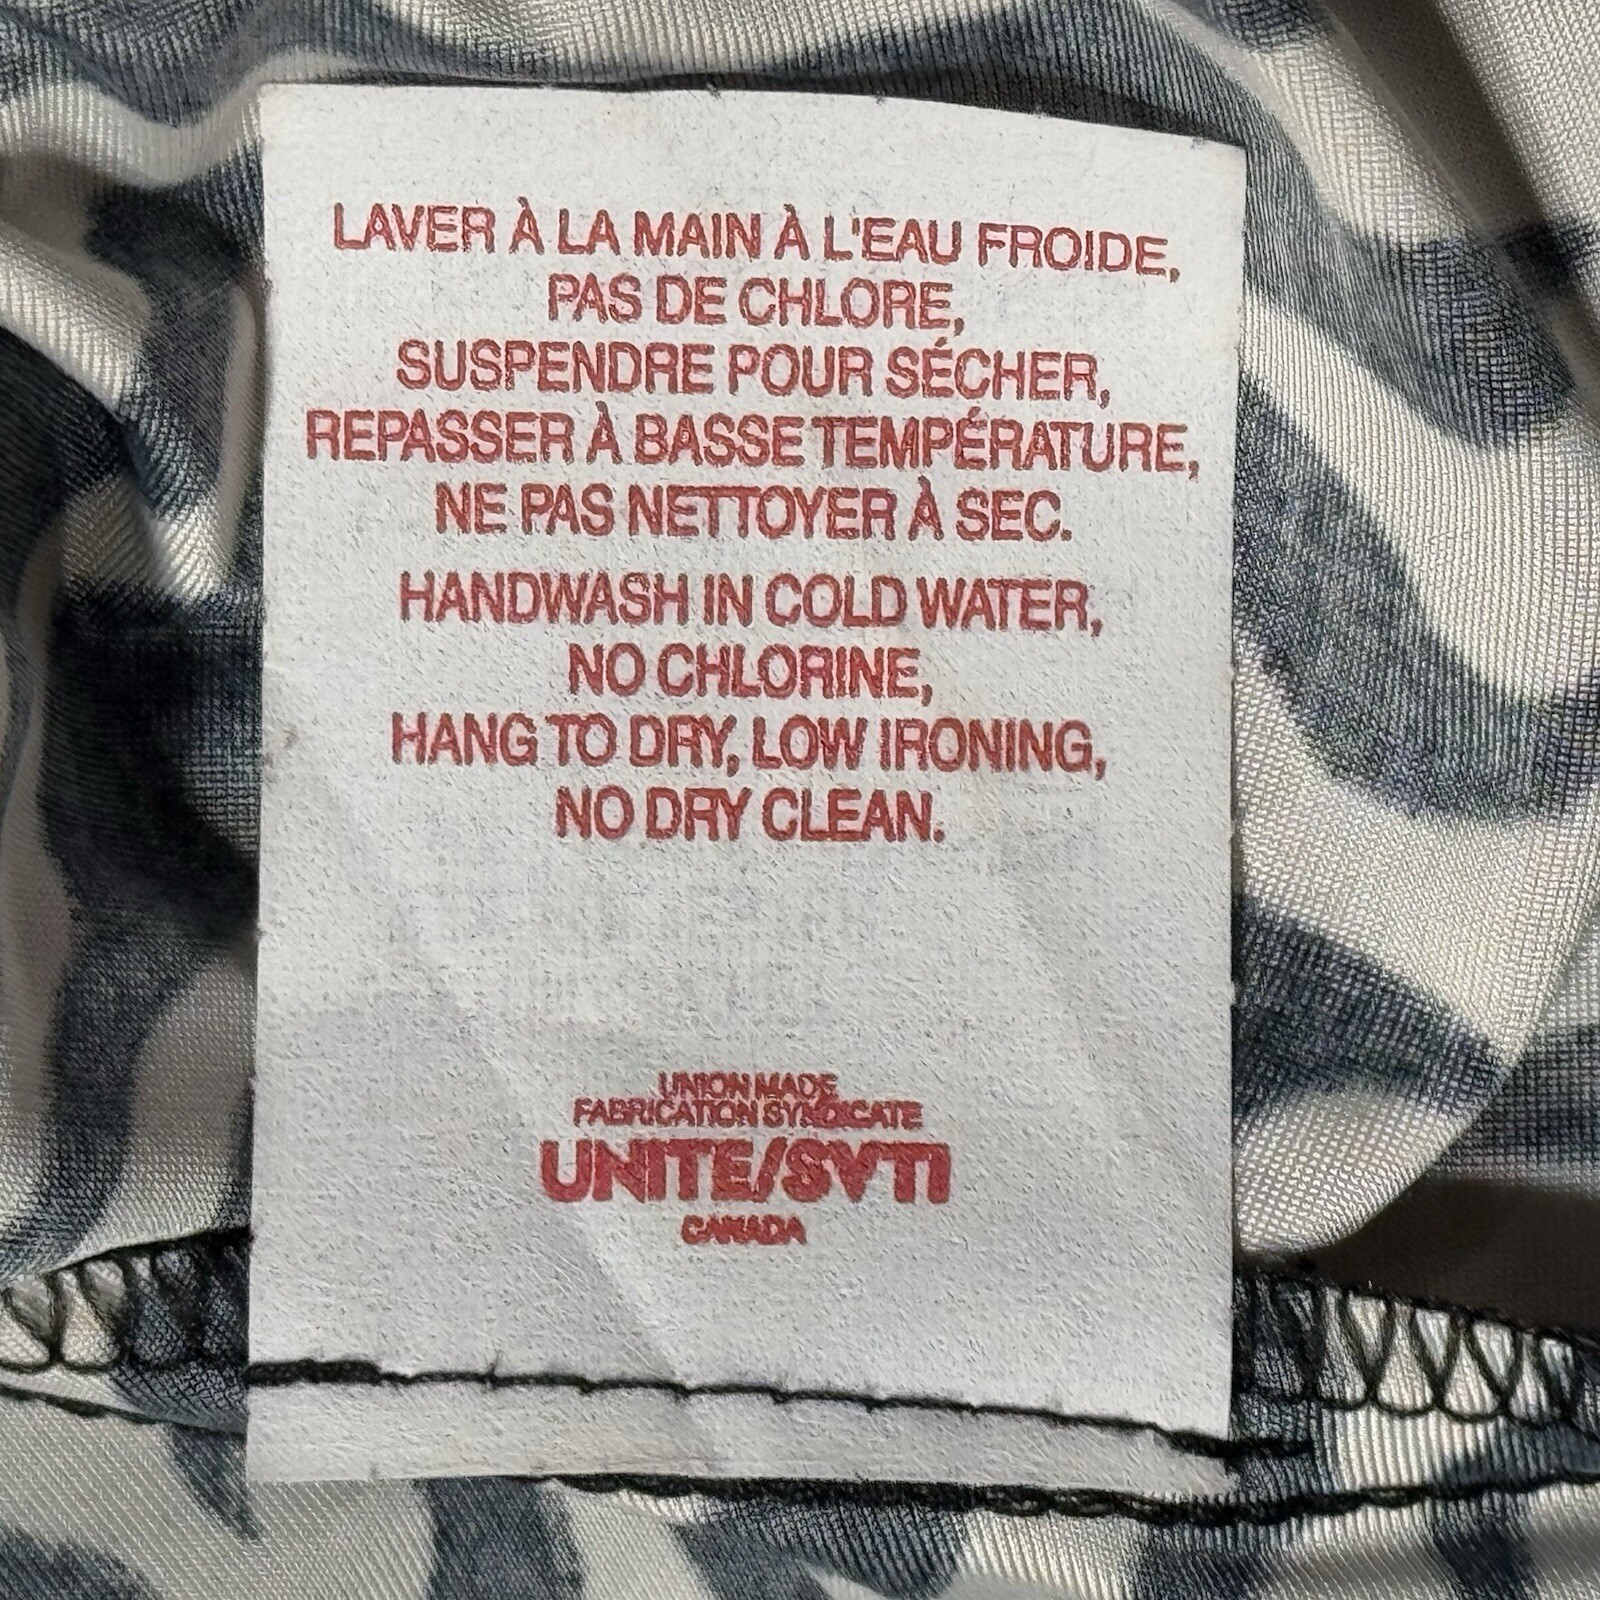 LAVER À LA MAIN À L'EAU FROIDE,
PAS DE CHLORE,
SUSPENDRE POUR SÉCHER,
REPASSER À BASSE TEMPÉRATURE,
NE PAS NETTOYER À SEC.
HANDWASH IN COLD WATER,
NO CHLORINE,
HANG TO DRY, LOW IRONING,
NO DRY CLEAN.
UNION MADE
FABRICATION SYNDICATE
UNITE/SVTI
CANADA